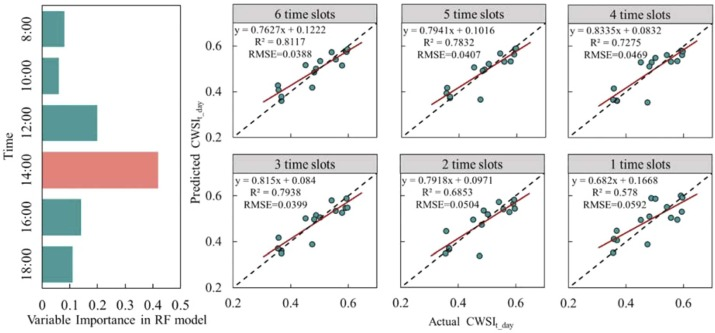 Time
8:00
10:00
12:00
14:00
16:00
18:00
0 0.1 0.2 0.3 0.4 0.5
Variable Importance in RF model
Predicted CWSIt_day
6 time slots
y = 0.7627x + 0.1222
R² = 0.8117
RMSE=0.0388
5 time slots
y = 0.7941x + 0.1016
R² = 0.7832
RMSE=0.0407
4 time slots
y = 0.8335x + 0.0832
R² = 0.7275
RMSE=0.0469
0.6
0.4
0.2
3 time slots
y = 0.815x + 0.084
R² = 0.7938
RMSE=0.0399
2 time slots
y = 0.7918x + 0.0971
R² = 0.6853
RMSE=0.0504
1 time slots
y = 0.682x + 0.1668
R² = 0.578
RMSE=0.0592
0.6
0.4
0.2
0.2 0.4 0.6
0.2 0.4 0.6
0.2 0.4 0.6
Actual CWSIt_day